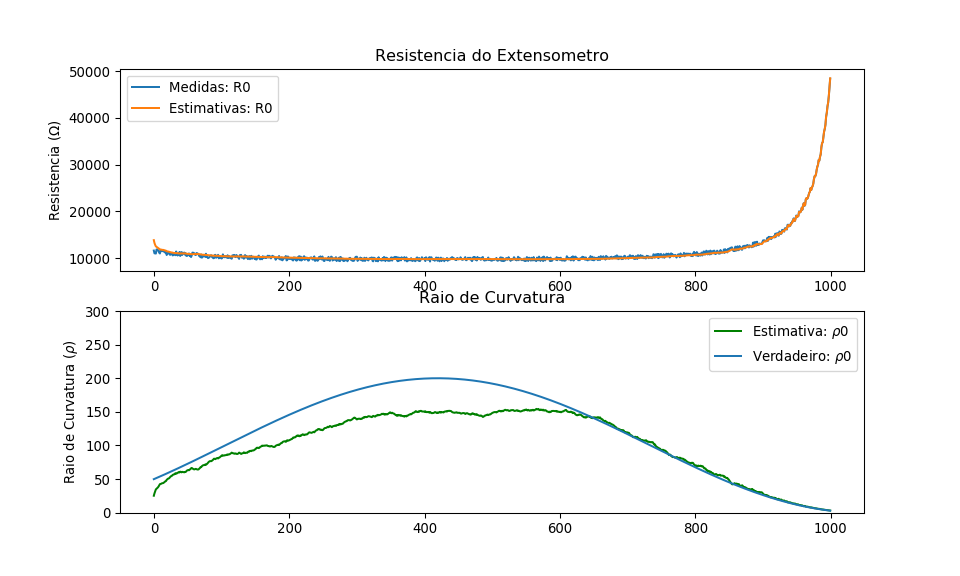 Resistencia do Extensometro
Resistencia (Ω)
50000
40000
30000
20000
10000
Medidas: R0
Estimativas: R0
0 200 400 600 800 1000
Raio de Curvatura
Raio de Curvatura (ρ)
300
250
200
150
100
50
0
Estimativa: ρ0
Verdadeiro: ρ0
0 200 400 600 800 1000